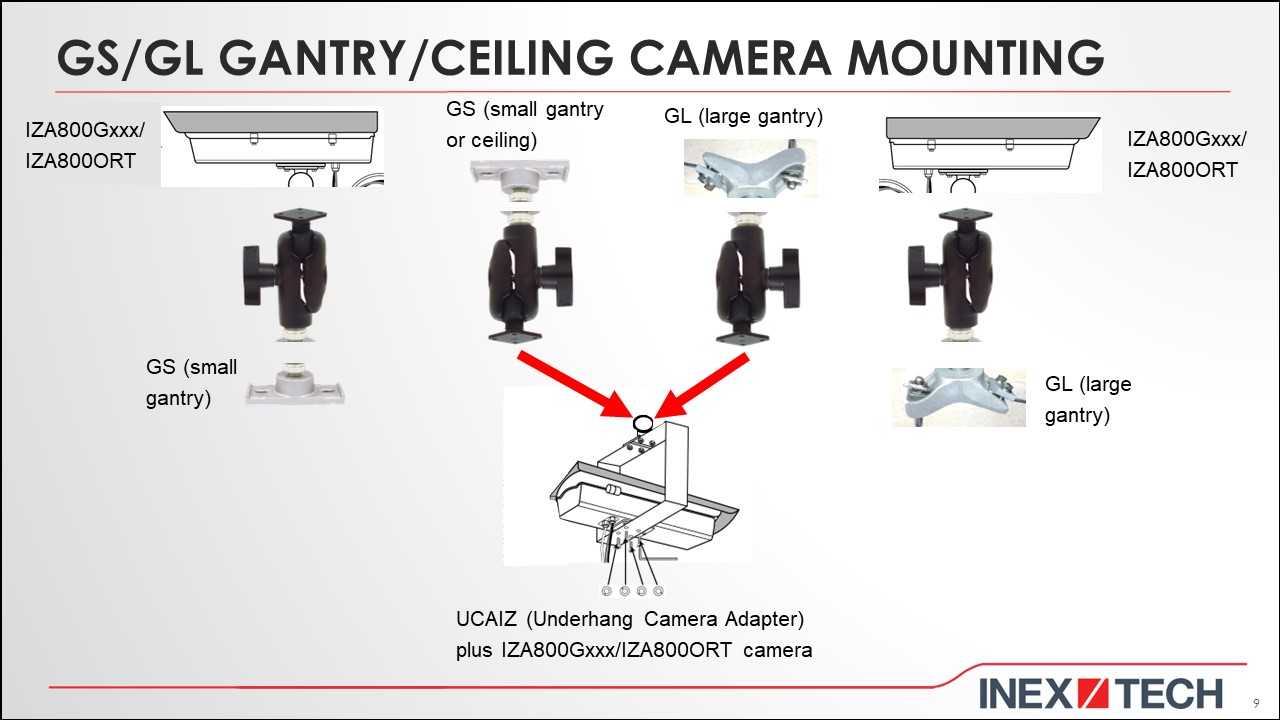 GS/GL GANTRY/CEILING CAMERA MOUNTING
IZA800Gxxx/
IZA800ORT
GS (small gantry
or ceiling)
GL (large gantry)
IZA800Gxxx/
IZA800ORT
GS (small
gantry)
GL (large
gantry)
UCAIZ (Underhang Camera Adapter)
plus IZA800Gxxx/IZA800ORT camera
INEX TECH
9